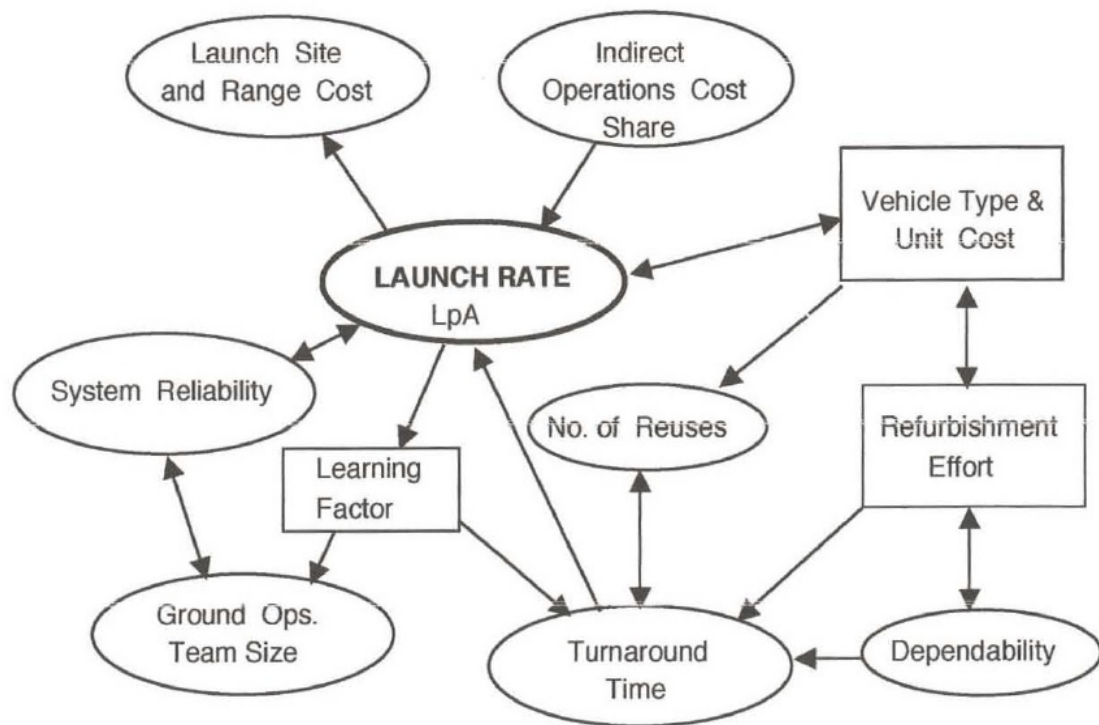 Launch Site
and Range Cost
Indirect
Operations Cost
Share
Vehicle Type &
Unit Cost
LAUNCH RATE
LpA
System Reliability
No. of Reuses
Refurbishment
Effort
Learning
Factor
Ground Ops.
Team Size
Turnaround
Time
Dependability